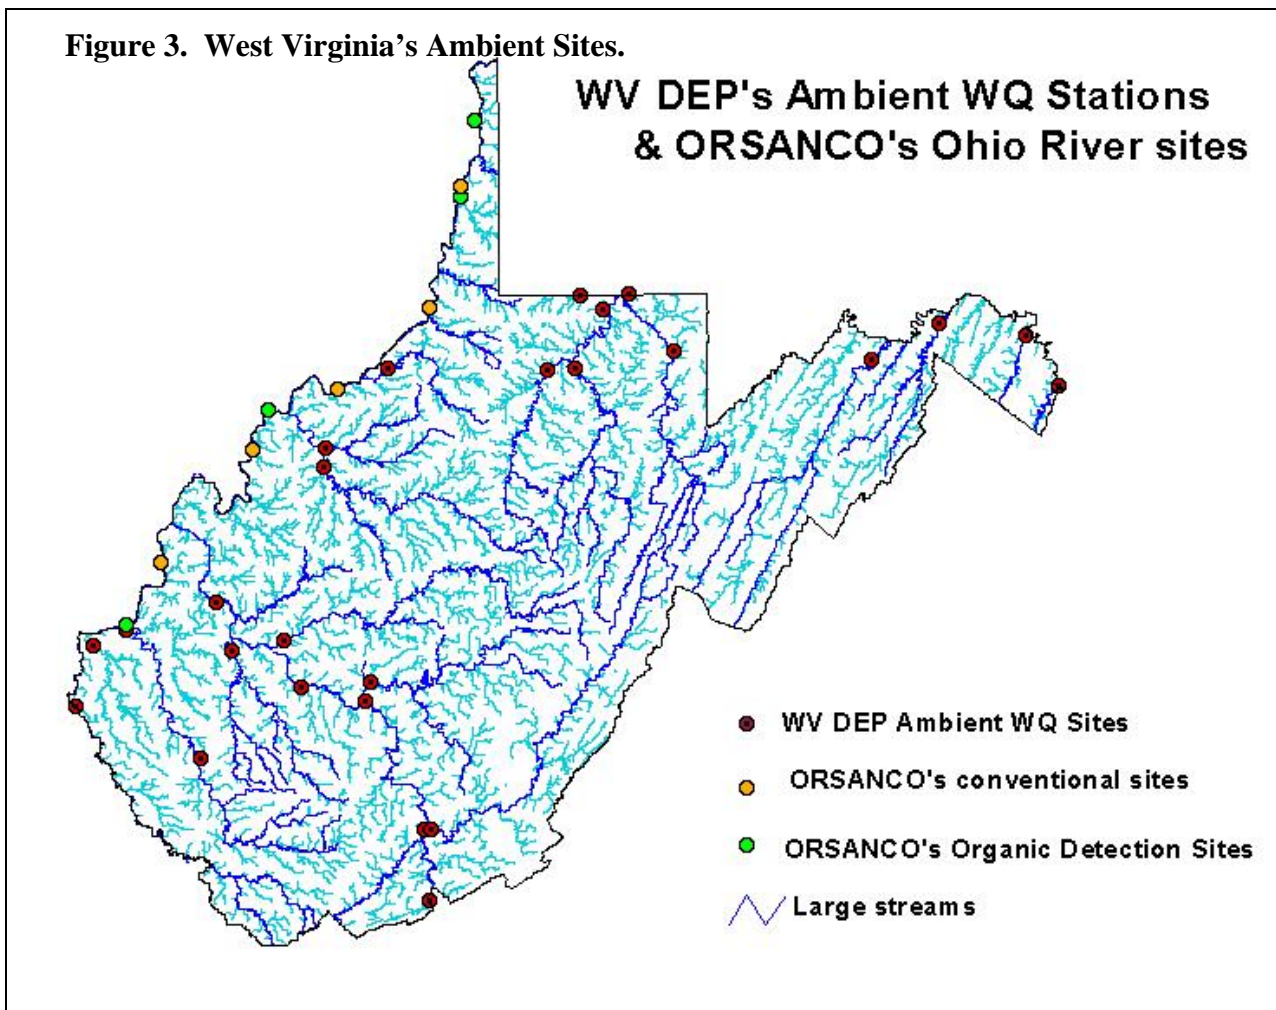 Figure 3. West Virginia's Ambient Sites.
WV DEP's Ambient WQ Stations
& ORSANCO's Ohio River sites
WV DEP Ambient WQ Sites
ORSANCO's conventional sites
ORSANCO's Organic Detection Sites
Large streams